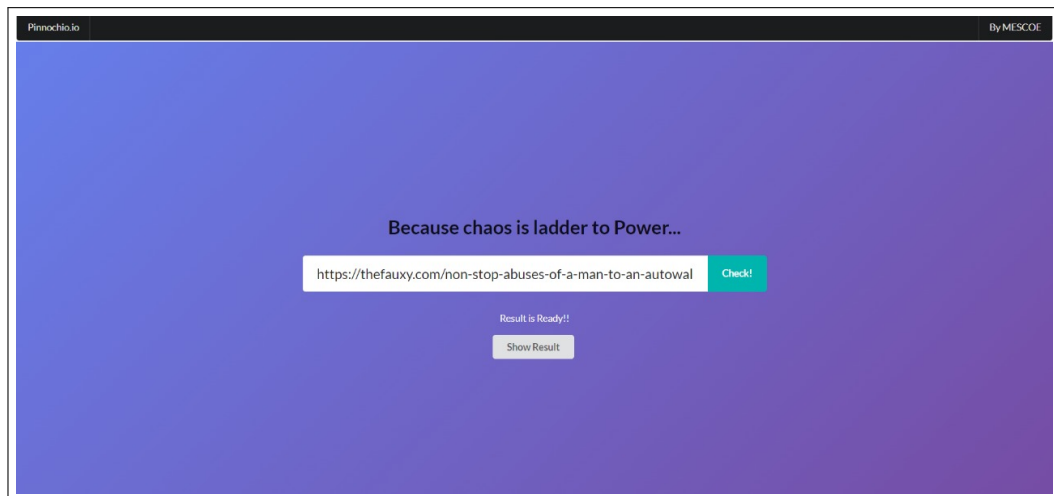 Pinnochio.io
By MESCOE
Because chaos is ladder to Power...
https://thefauxy.com/non-stop-abuses-of-a-man-to-an-autowal
Check!
Result is Ready!!
Show Result